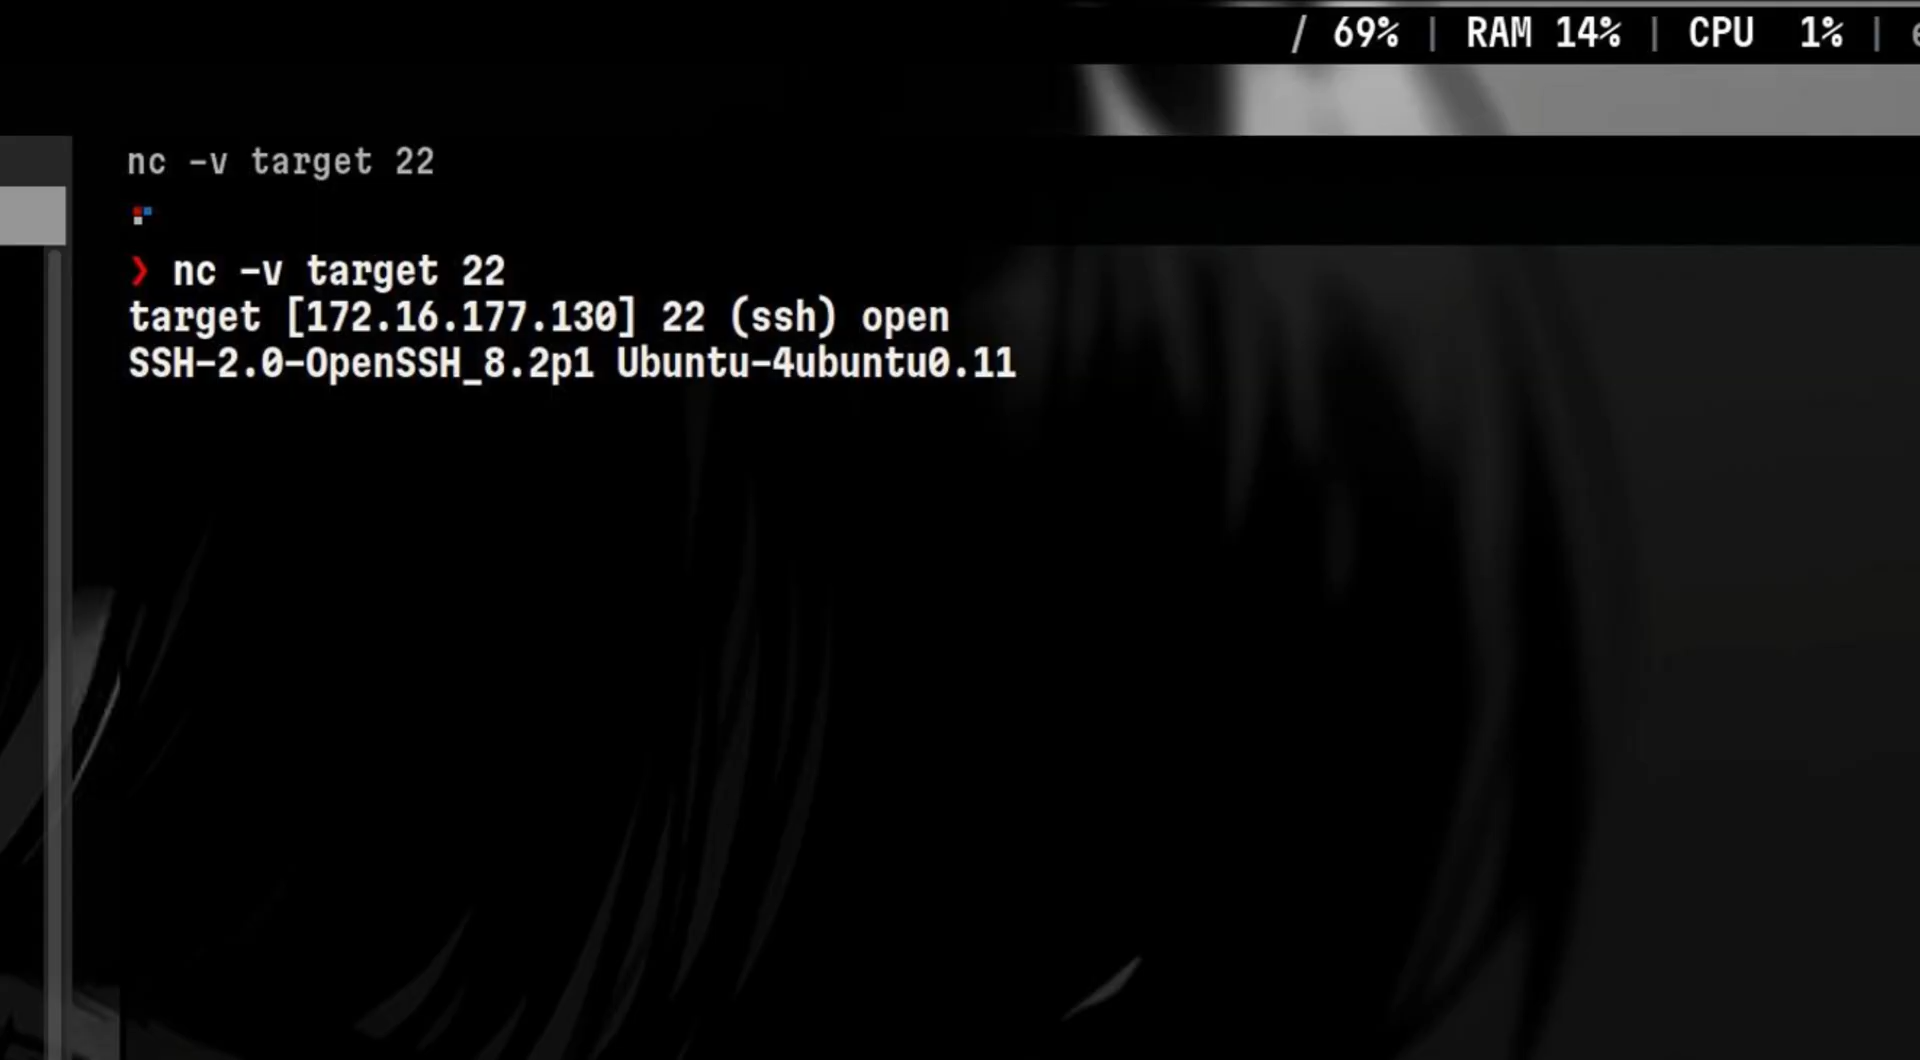 / 69% | RAM 14% | CPU 1% |
nc -v target 22
❯ nc -v target 22
target [172.16.177.130] 22 (ssh) open
SSH-2.0-OpenSSH_8.2p1 Ubuntu-4ubuntu0.11